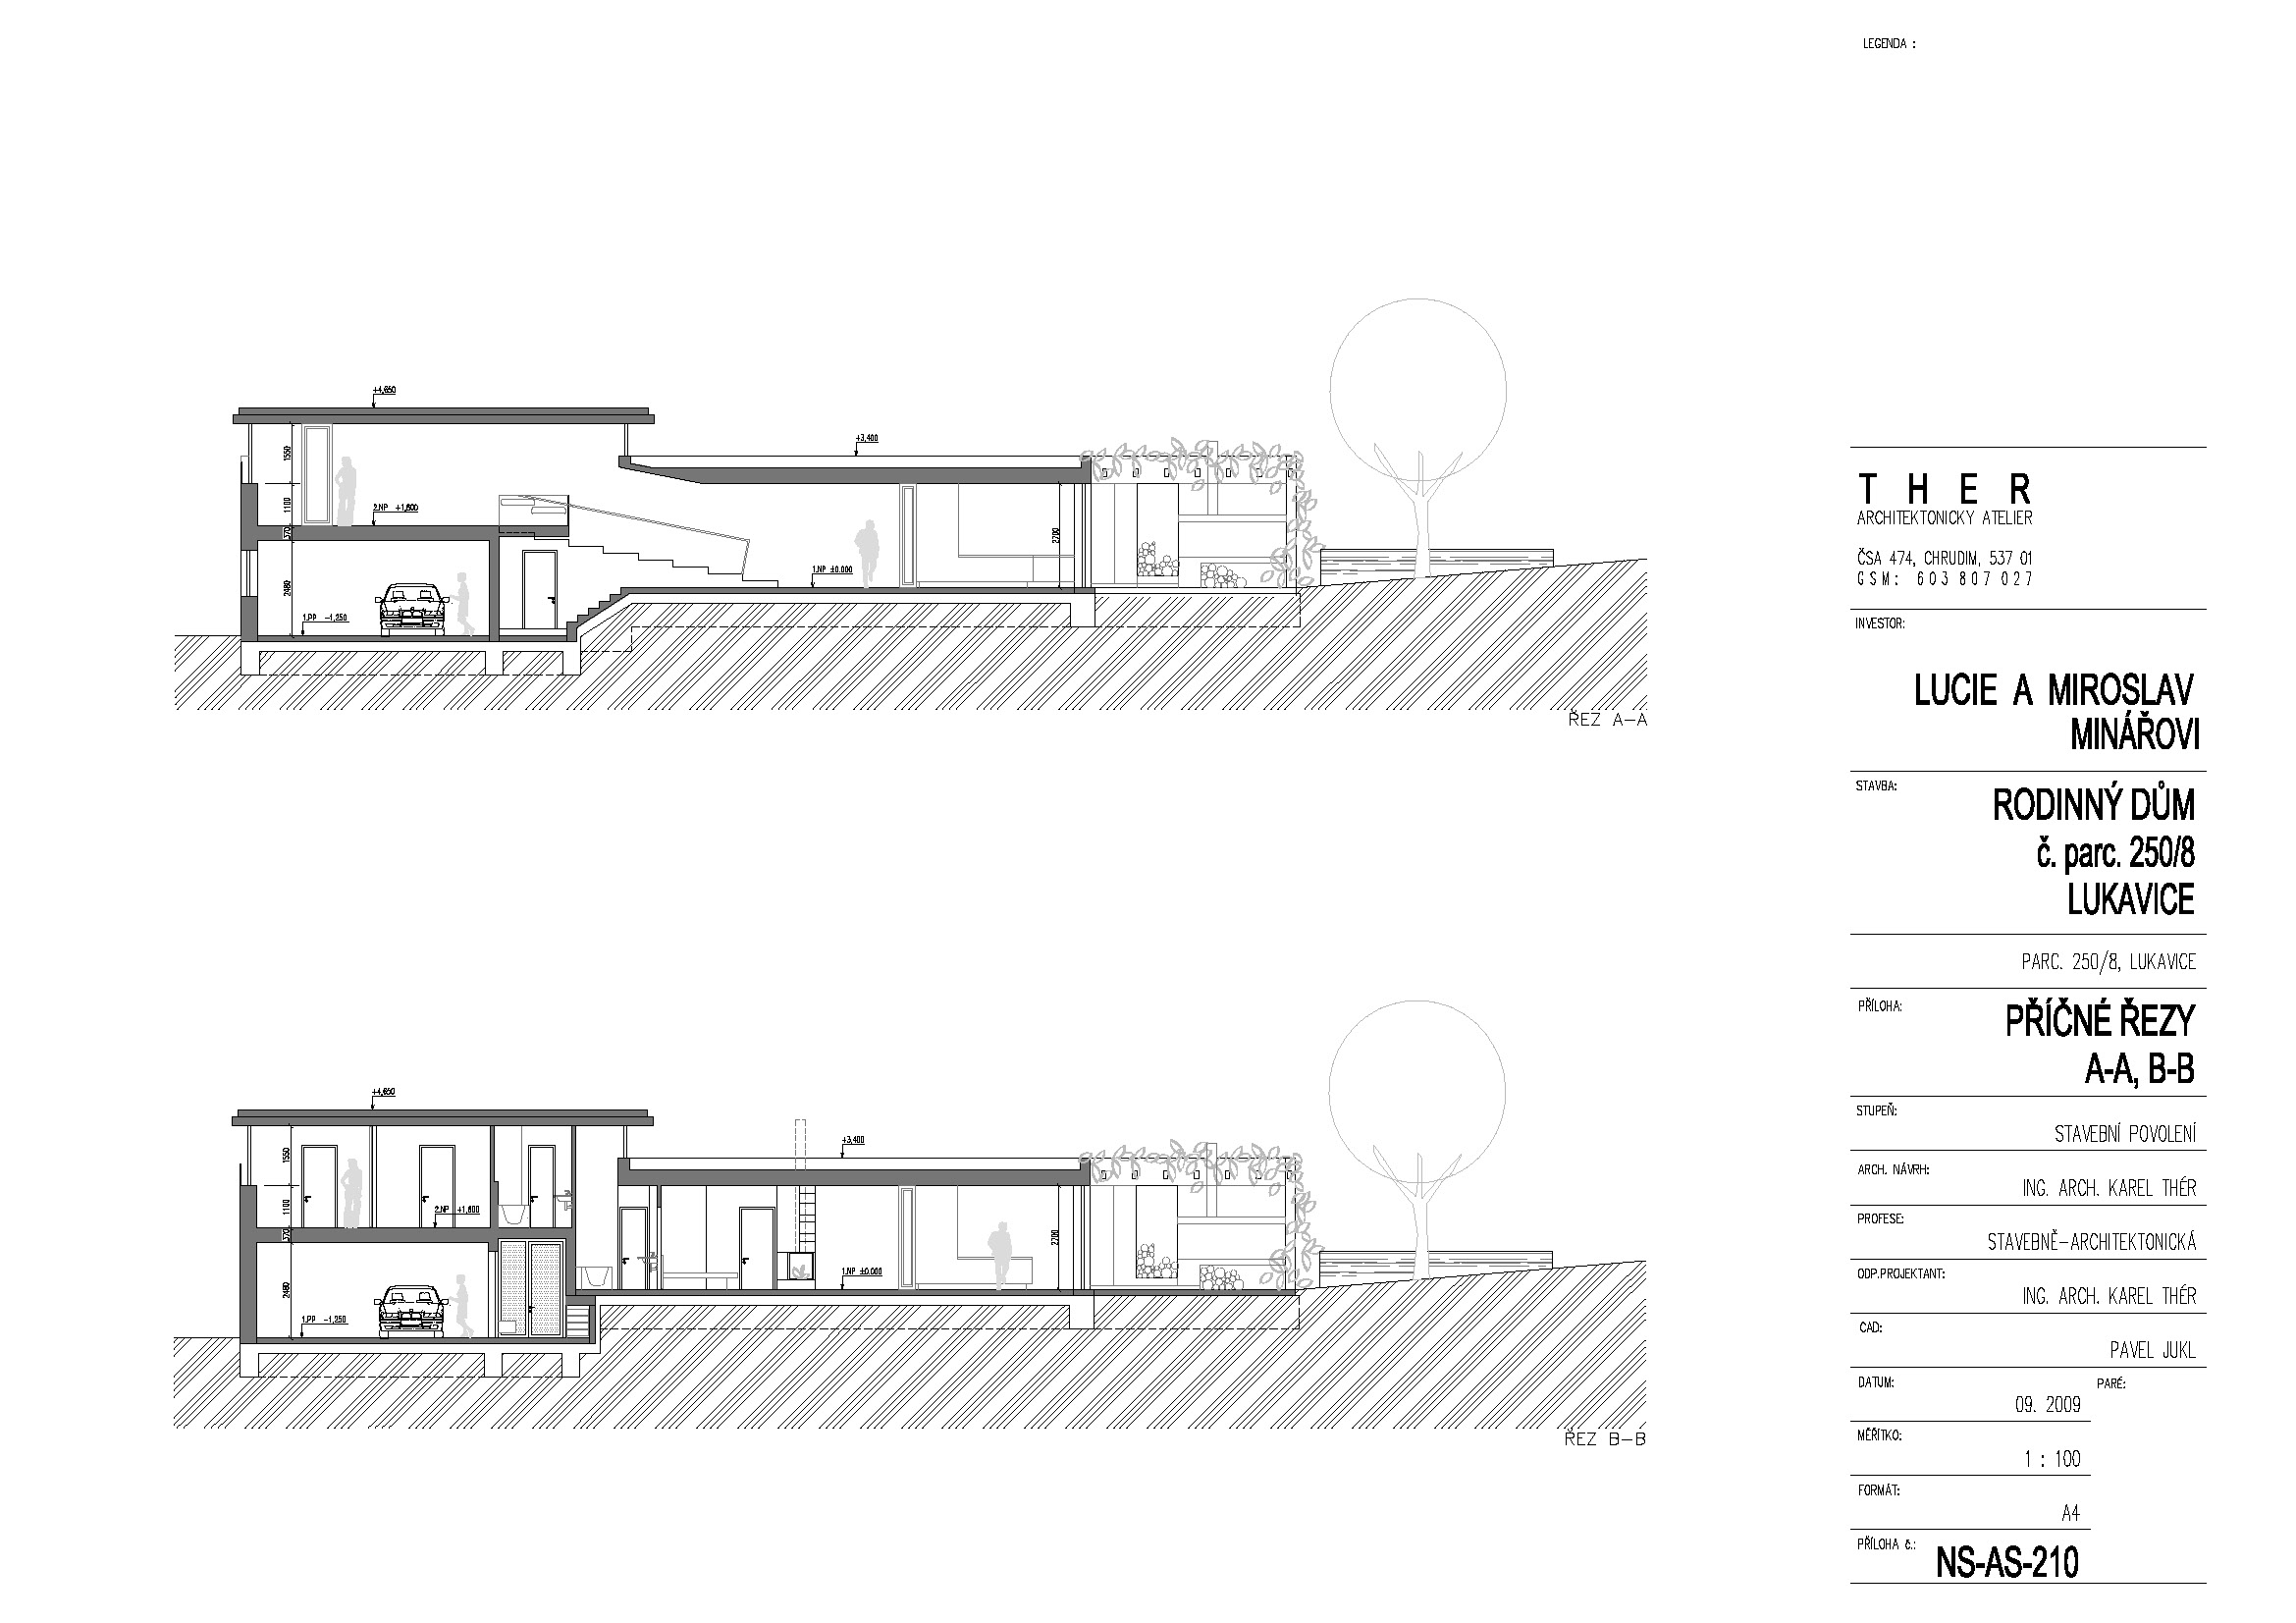 LEGENDA :
+4,650
+3,400
1550
1100
2.NP +1,600
370
2700
2480
1.NP ±0.000
1.PP -1,250
ŘEZ A-A
+4,650
+3,400
1550
1100
2.NP +1,600
370
2700
2480
1.NP ±0.000
1.PP -1,250
ŘEZ B-B
THER
ARCHITEKTONICKY ATELIER
ČSA 474, CHRUDIM, 537 01
GSM: 603 807 027
INVESTOR:
LUCIE A MIROSLAV
MINÁŘOVI
STAVBA:
RODINNÝ DŮM
č. parc. 250/8
LUKAVICE
PARC. 250/8, LUKAVICE
PŘÍLOHA:
PŘÍČNÉ ŘEZY
A-A, B-B
STUPEŇ:
STAVEBNÍ POVOLENÍ
ARCH. NÁVRH:
ING. ARCH. KAREL THÉR
PROFESE:
STAVEBNĚ-ARCHITEKTONICKÁ
ODP.PROJEKTANT:
ING. ARCH. KAREL THÉR
CAD:
PAVEL JUKL
DATUM:
PARÉ:
09. 2009
MĚŘÍTKO:
1 : 100
FORMÁT:
A4
PŘÍLOHA č.:
NS-AS-210